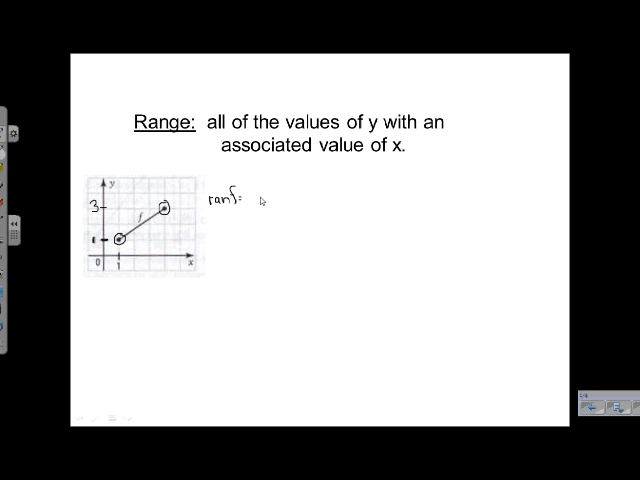 Range: all of the values of y with an
associated value of x.
y
3
ranf=
f
1
0
1
x